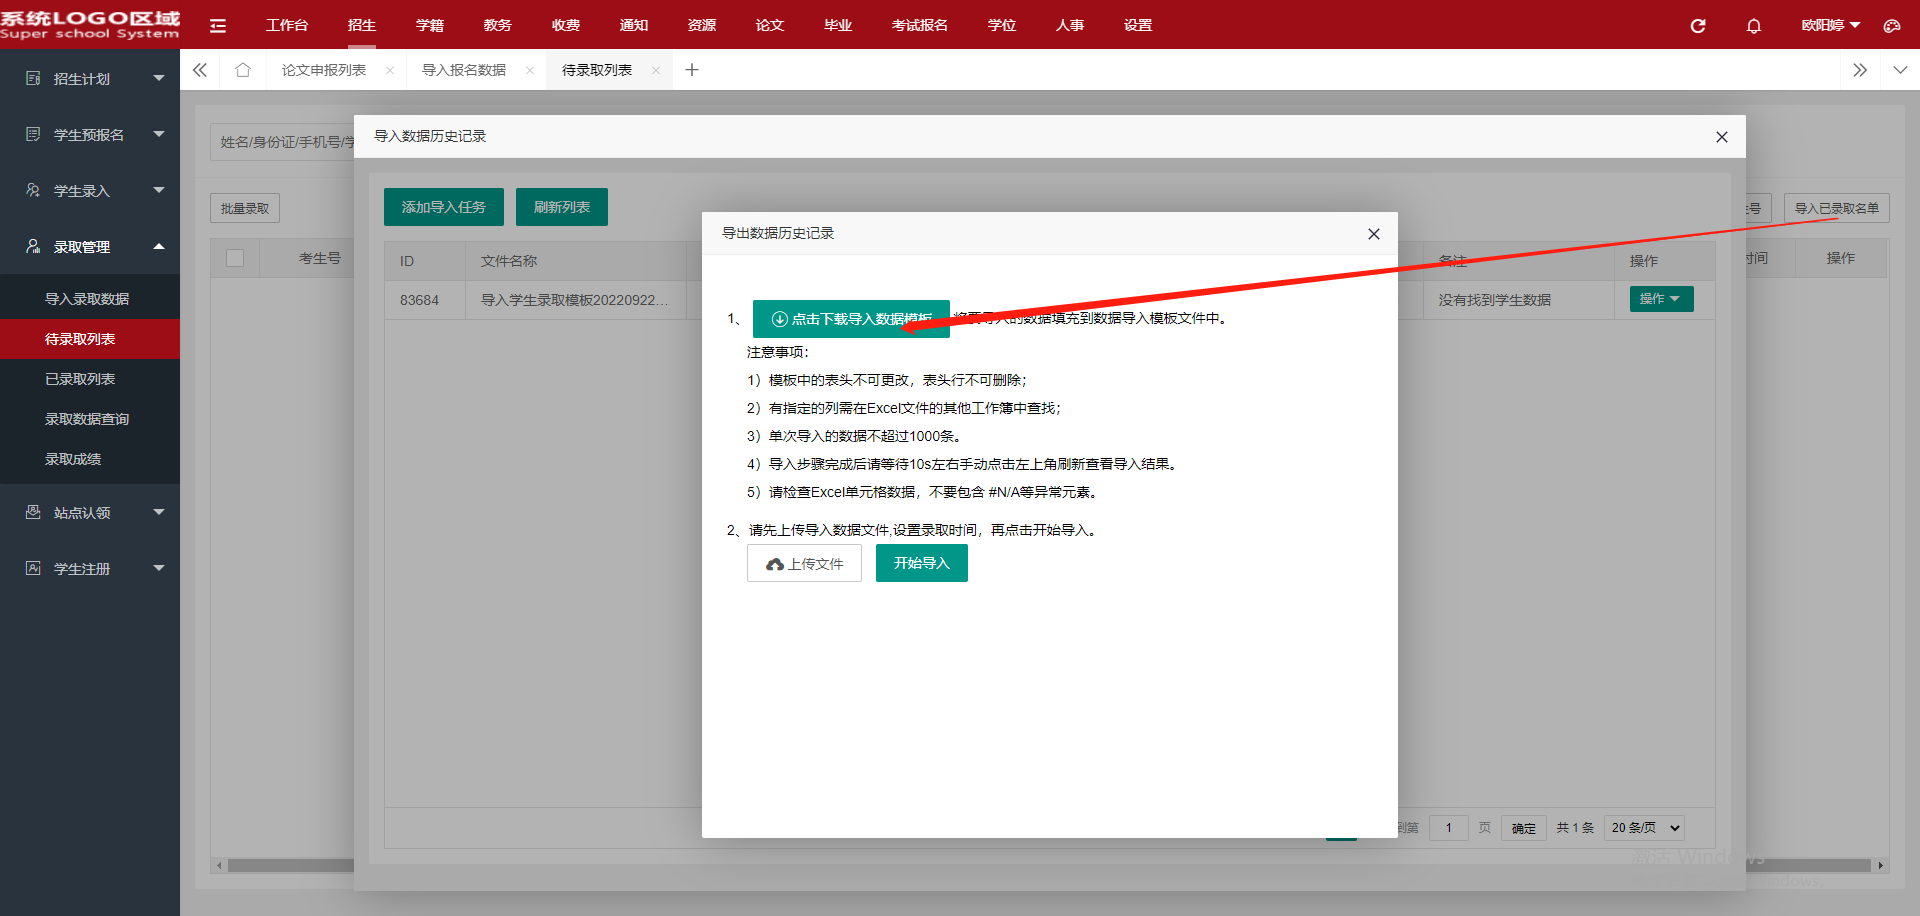 系统LOGO区域
Super school System
工作台
招生
学籍
教务
收费
通知
资源
论文
毕业
考试报名
学位
人事
设置
欧阳婷
招生计划
学生预报名
学生录入
录取管理
导入录取数据
待录取列表
已录取列表
录取数据查询
录取成绩
站点认领
学生注册
论文申报列表
导入报名数据
待录取列表
姓名/身份证/手机号/学
批量录取
导入已录取名单
考生号
操作
导入数据历史记录
添加导入任务
刷新列表
ID
文件名称
备注
操作
83684
导入学生录取模板20220922...
没有找到学生数据
操作
导出数据历史记录
1、
点击下载导入数据模板
将要导入的数据填充到数据导入模板文件中。
注意事项：
1）模板中的表头不可更改，表头行不可删除；
2）有指定的列需在Excel文件的其他工作簿中查找；
3）单次导入的数据不超过1000条。
4）导入步骤完成后请等待10s左右手动点击左上角刷新查看导入结果。
5）请检查Excel单元格数据，不要包含 #N/A等异常元素。
2、请先上传导入数据文件,设置录取时间，再点击开始导入。
上传文件
开始导入
到第
1
页
确定
共 1 条
20 条/页
激活 Windows